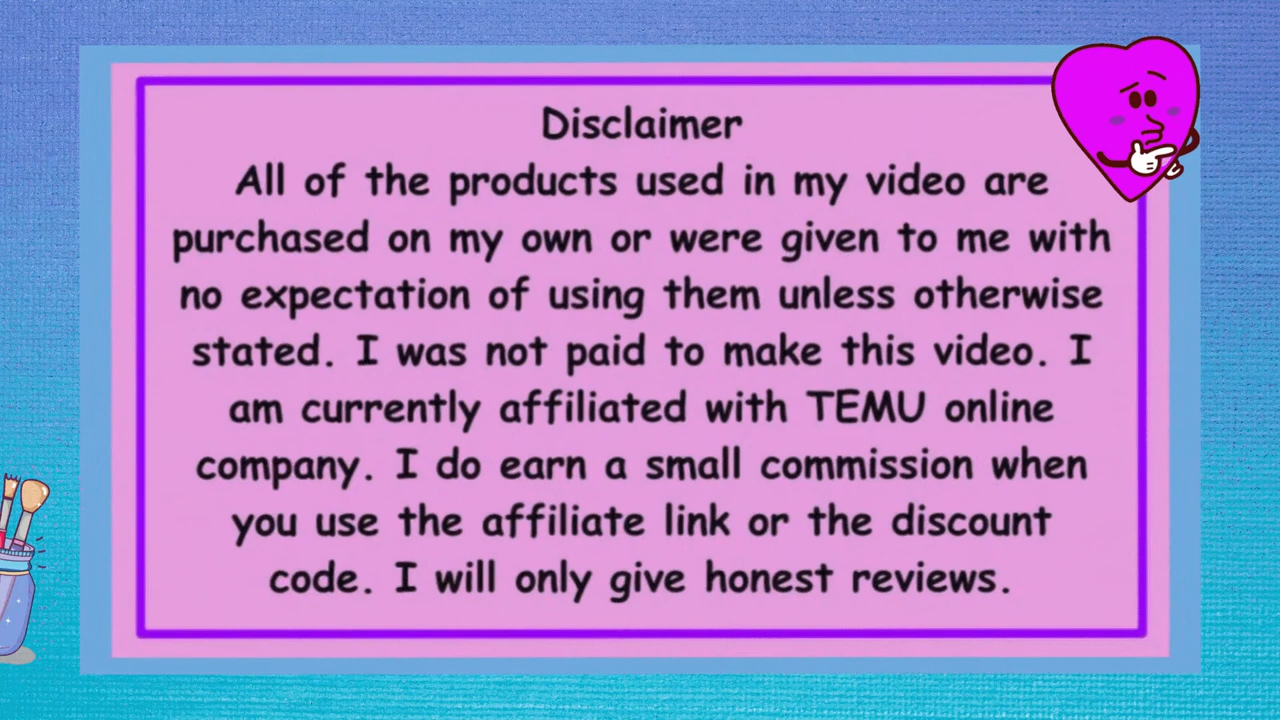 Disclaimer
All of the products used in my video are
purchased on my own or were given to me with
no expectation of using them unless otherwise
stated. I was not paid to make this video. I
am currently affiliated with TEMU online
company. I do earn a small commission when
you use the affiliate link or the discount
code. I will only give honest reviews.